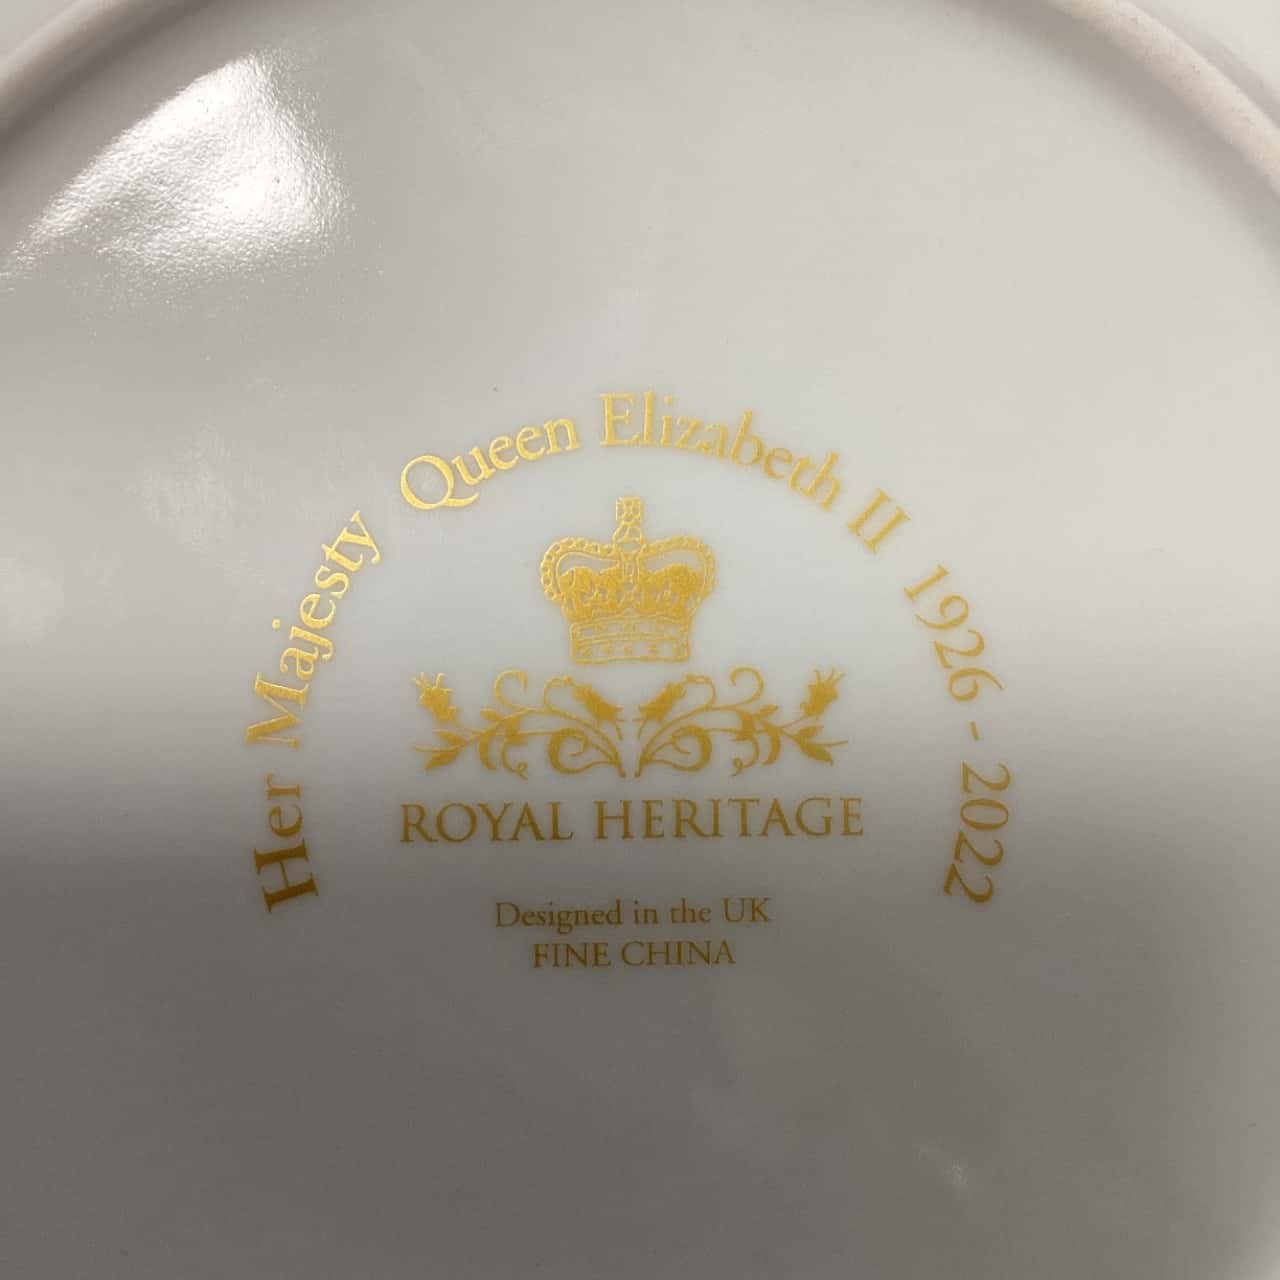 Her Majesty Queen Elizabeth II 1926 - 2022
ROYAL HERITAGE
Designed in the UK
FINE CHINA